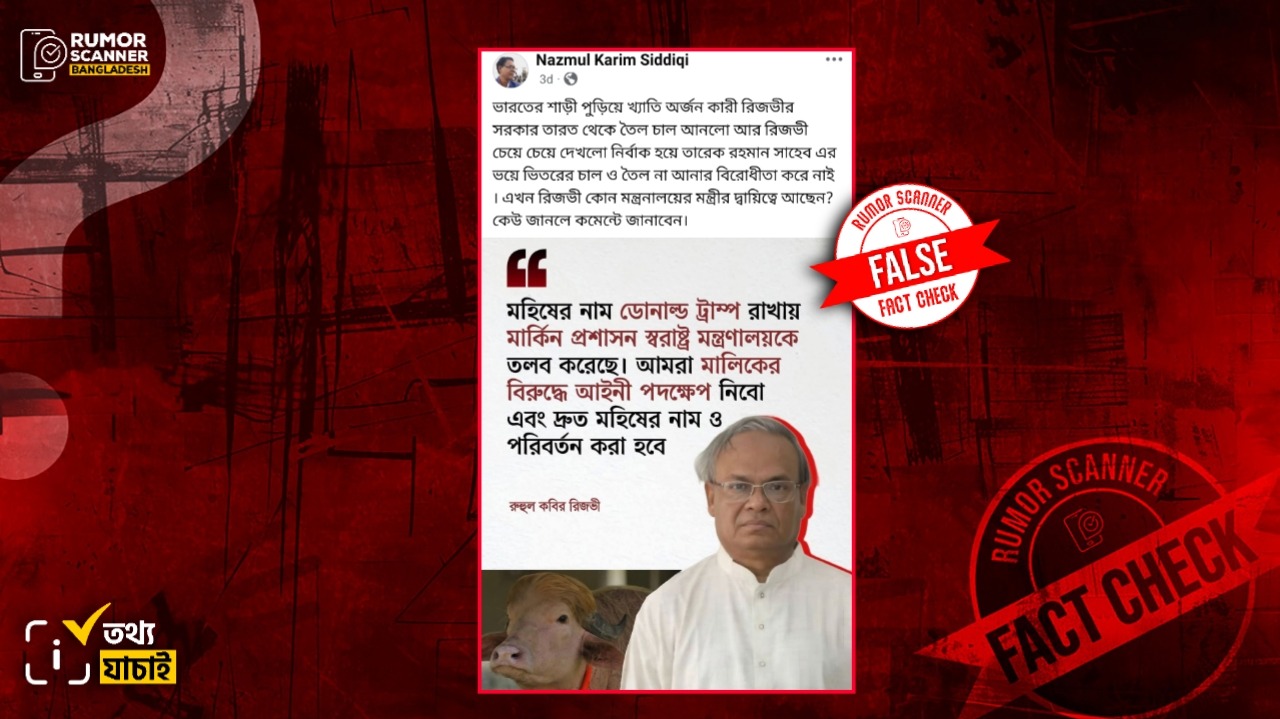 RUMOR
SCANNER
BANGLADESH
Nazmul Karim Siddiqi
3d
ভারতের শাড়ী পুড়িয়ে খ্যাতি অর্জন কারী রিজভীর
সরকার তারত থেকে তৈল চাল আনলো আর রিজভী
চেয়ে চেয়ে দেখলো নির্বাক হয়ে তারেক রহমান সাহেব এর
ভয়ে ভিতরের চাল ও তৈল না আনার বিরোধীতা করে নাই
। এখন রিজভী কোন মন্ত্রনালয়ের মন্ত্রীর দ্বায়িত্বে আছেন?
কেউ জানলে কমেন্টে জানাবেন।
RUMOR SCANNER
FALSE
FACT CHECK
মহিষের নাম ডোনাল্ড ট্রাম্প রাখায়
মার্কিন প্রশাসন স্বরাষ্ট্র মন্ত্রণালয়কে
তলব করেছে। আমরা মালিকের
বিরুদ্ধে আইনী পদক্ষেপ নিবো
এবং দ্রুত মহিষের নাম ও
পরিবর্তন করা হবে
রুহুল কবির রিজভী
RUMOR SCANNER
FACT CHECK
তথ্য
যাচাই